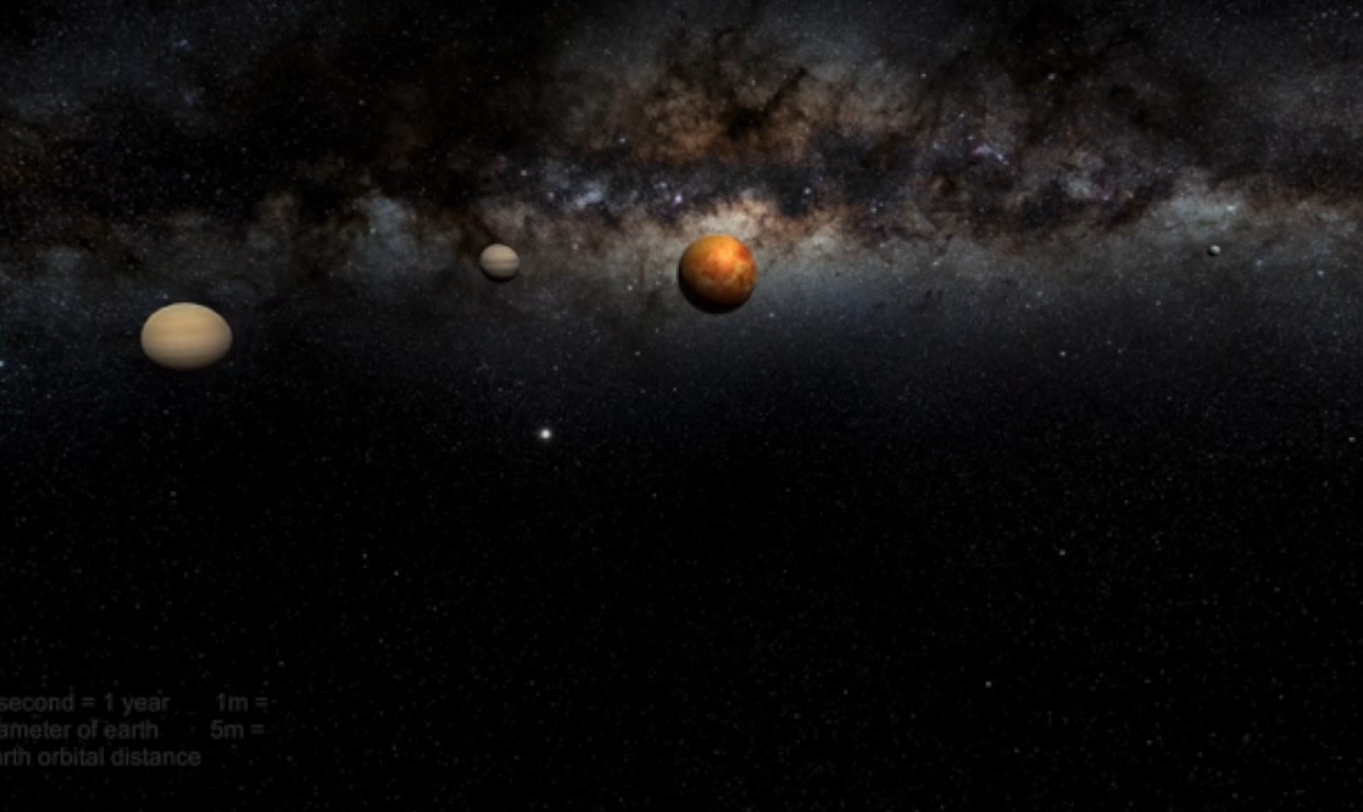 second = 1 year 1m =
ameter of earth 5m =
rth orbital distance